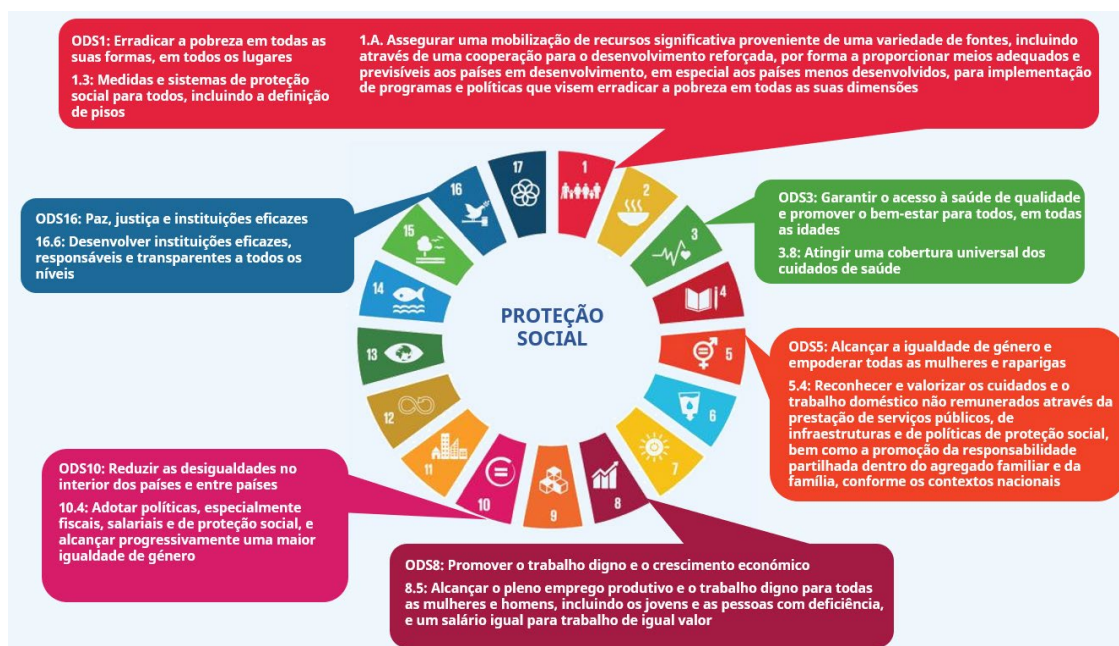 ODS1: Erradicar a pobreza em todas as
suas formas, em todos os lugares
1.3: Medidas e sistemas de proteção
social para todos, incluindo a definição
de pisos
1.A. Assegurar uma mobilização de recursos significativa proveniente de uma variedade de fontes, incluindo
através de uma cooperação para o desenvolvimento reforçada, por forma a proporcionar meios adequados e
previsíveis aos países em desenvolvimento, em especial aos países menos desenvolvidos, para implementação
de programas e políticas que visem erradicar a pobreza em todas as suas dimensões
ODS16: Paz, justiça e instituições eficazes
16.6: Desenvolver instituições eficazes,
responsáveis e transparentes a todos os
níveis
ODS3: Garantir o acesso à saúde de qualidade
e promover o bem-estar para todos, em todas
as idades
3.8: Atingir uma cobertura universal dos
cuidados de saúde
PROTEÇÃO
SOCIAL
1
2
3
4
5
6
7
8
9
10
11
12
13
14
15
16
17
ODS5: Alcançar a igualdade de género e
empoderar todas as mulheres e raparigas
5.4: Reconhecer e valorizar os cuidados e o
trabalho doméstico não remunerados através da
prestação de serviços públicos, de
infraestruturas e de políticas de proteção social,
bem como a promoção da responsabilidade
partilhada dentro do agregado familiar e da
família, conforme os contextos nacionais
ODS10: Reduzir as desigualdades no
interior dos países e entre países
10.4: Adotar políticas, especialmente
fiscais, salariais e de proteção social, e
alcançar progressivamente uma maior
igualdade de género
ODS8: Promover o trabalho digno e o crescimento económico
8.5: Alcançar o pleno emprego produtivo e o trabalho digno para todas
as mulheres e homens, incluindo os jovens e as pessoas com deficiência,
e um salário igual para trabalho de igual valor